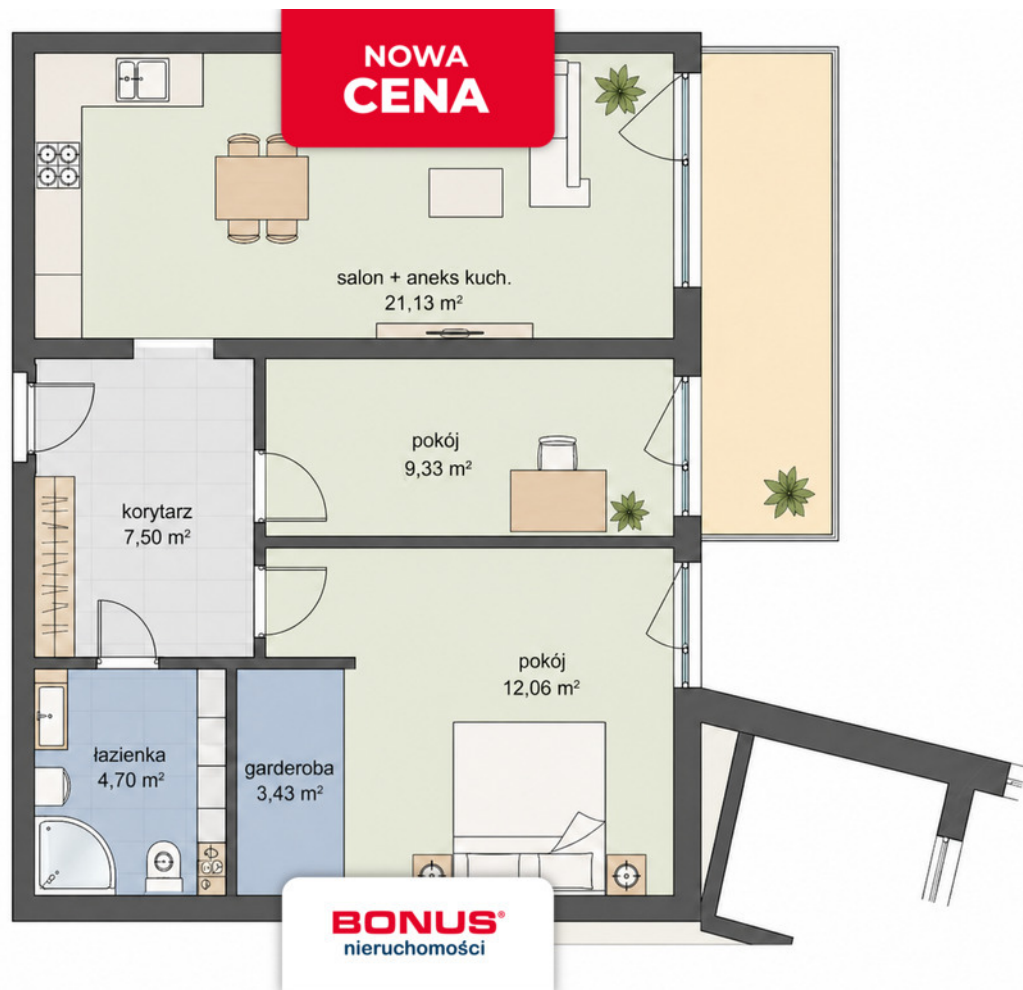 NOWA
CENA
salon + aneks kuch.
21,13 m²
pokój
9,33 m²
korytarz
7,50 m²
pokój
12,06 m²
łazienka
4,70 m²
garderoba
3,43 m²
BONUS®
nieruchomości